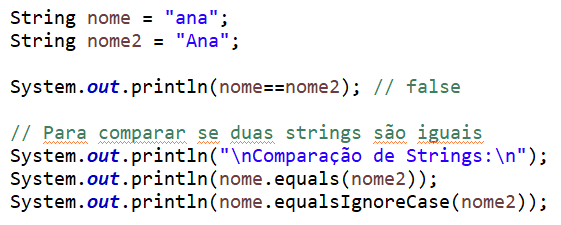 String nome = "ana";
String nome2 = "Ana";
System.out.println(nome==nome2); // false
// Para comparar se duas strings são iguais
System.out.println("\nComparação de Strings:\n");
System.out.println(nome.equals(nome2));
System.out.println(nome.equalsIgnoreCase(nome2));